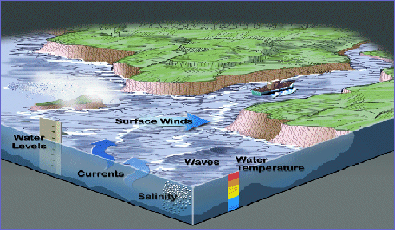 Surface Winds
Water
Levels
Waves
Water
Temperature
Currents
Salinity